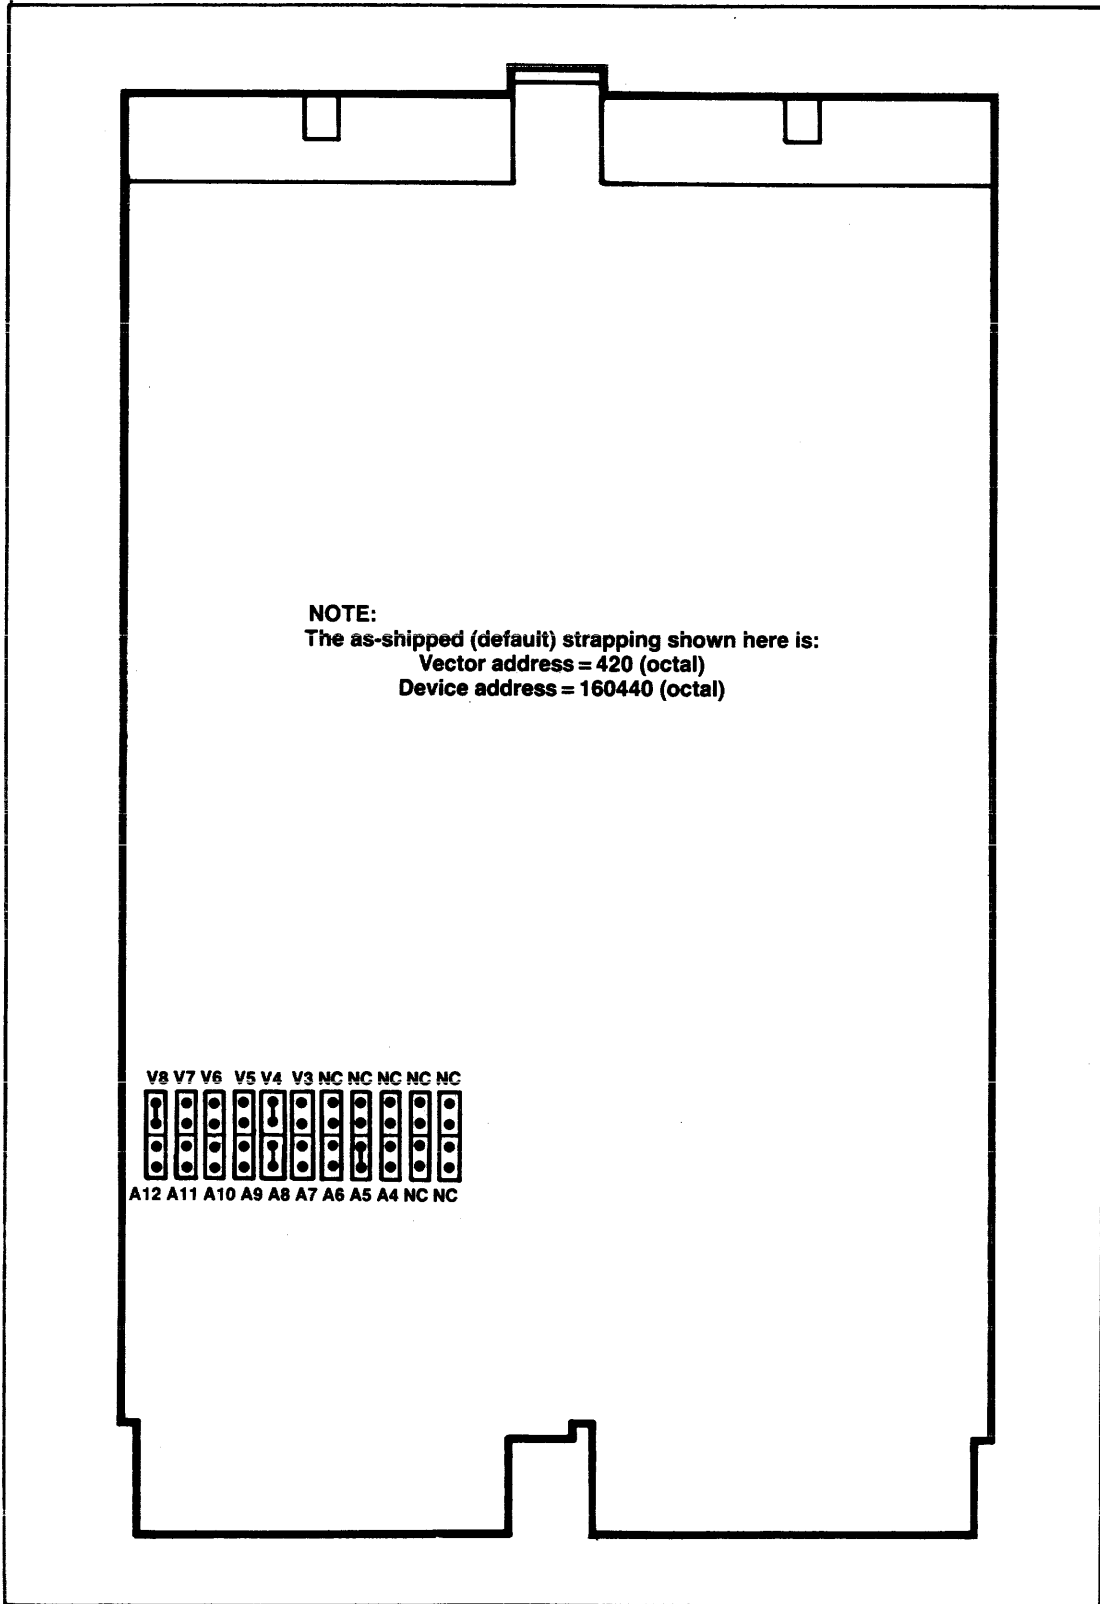 NOTE:
The as-shipped (default) strapping shown here is:
Vector address = 420 (octal)
Device address = 160440 (octal)
V8 V7 V6 V5 V4 V3 NC NC NC NC NC
A12 A11 A10 A9 A8 A7 A6 A5 A4 NC NC